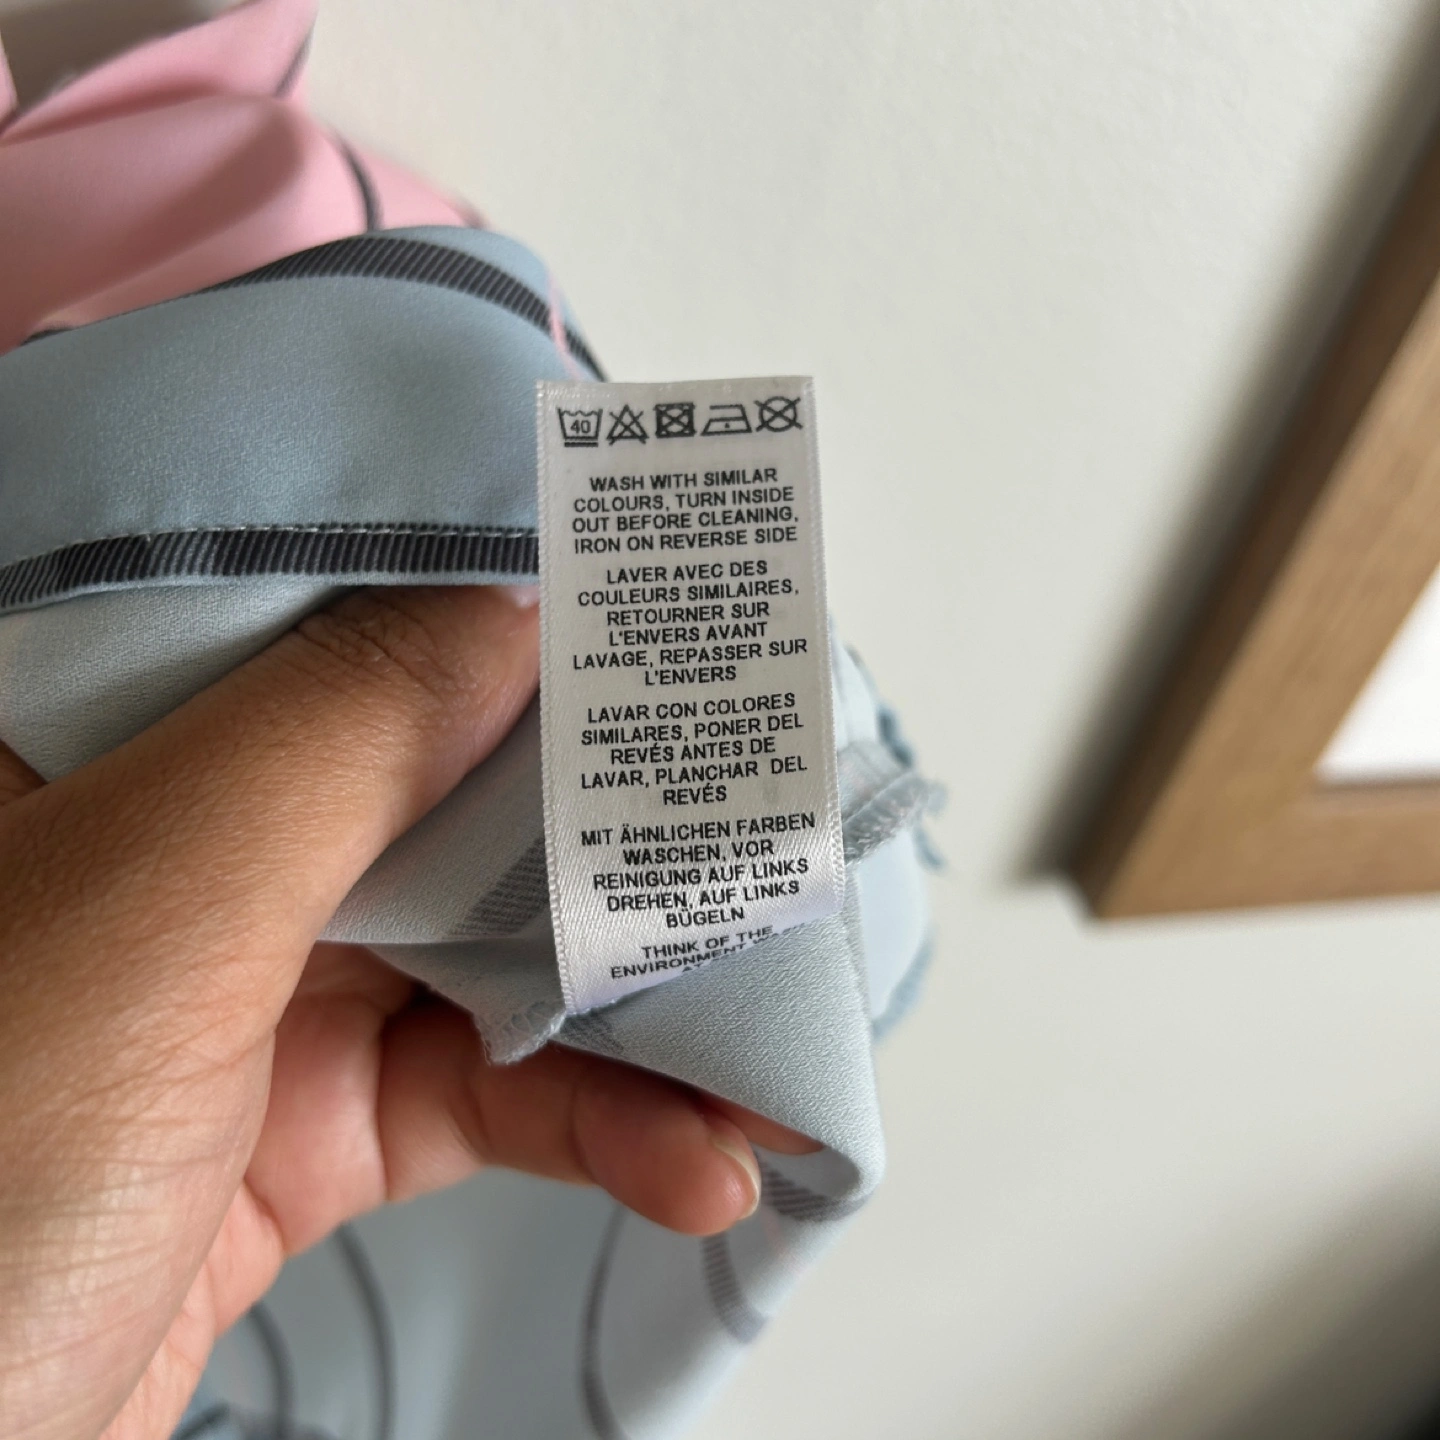 40
WASH WITH SIMILAR
COLOURS, TURN INSIDE
OUT BEFORE CLEANING,
IRON ON REVERSE SIDE
LAVER AVEC DES
COULEURS SIMILAIRES,
RETOURNER SUR
L'ENVERS AVANT
LAVAGE, REPASSER SUR
L'ENVERS
LAVAR CON COLORES
SIMILARES, PONER DEL
REVÉS ANTES DE
LAVAR, PLANCHAR DEL
REVÉS
MIT ÄHNLICHEN FARBEN
WASCHEN, VOR
REINIGUNG AUF LINKS
DREHEN, AUF LINKS
BÜGELN
THINK OF THE
ENVIRONMENT